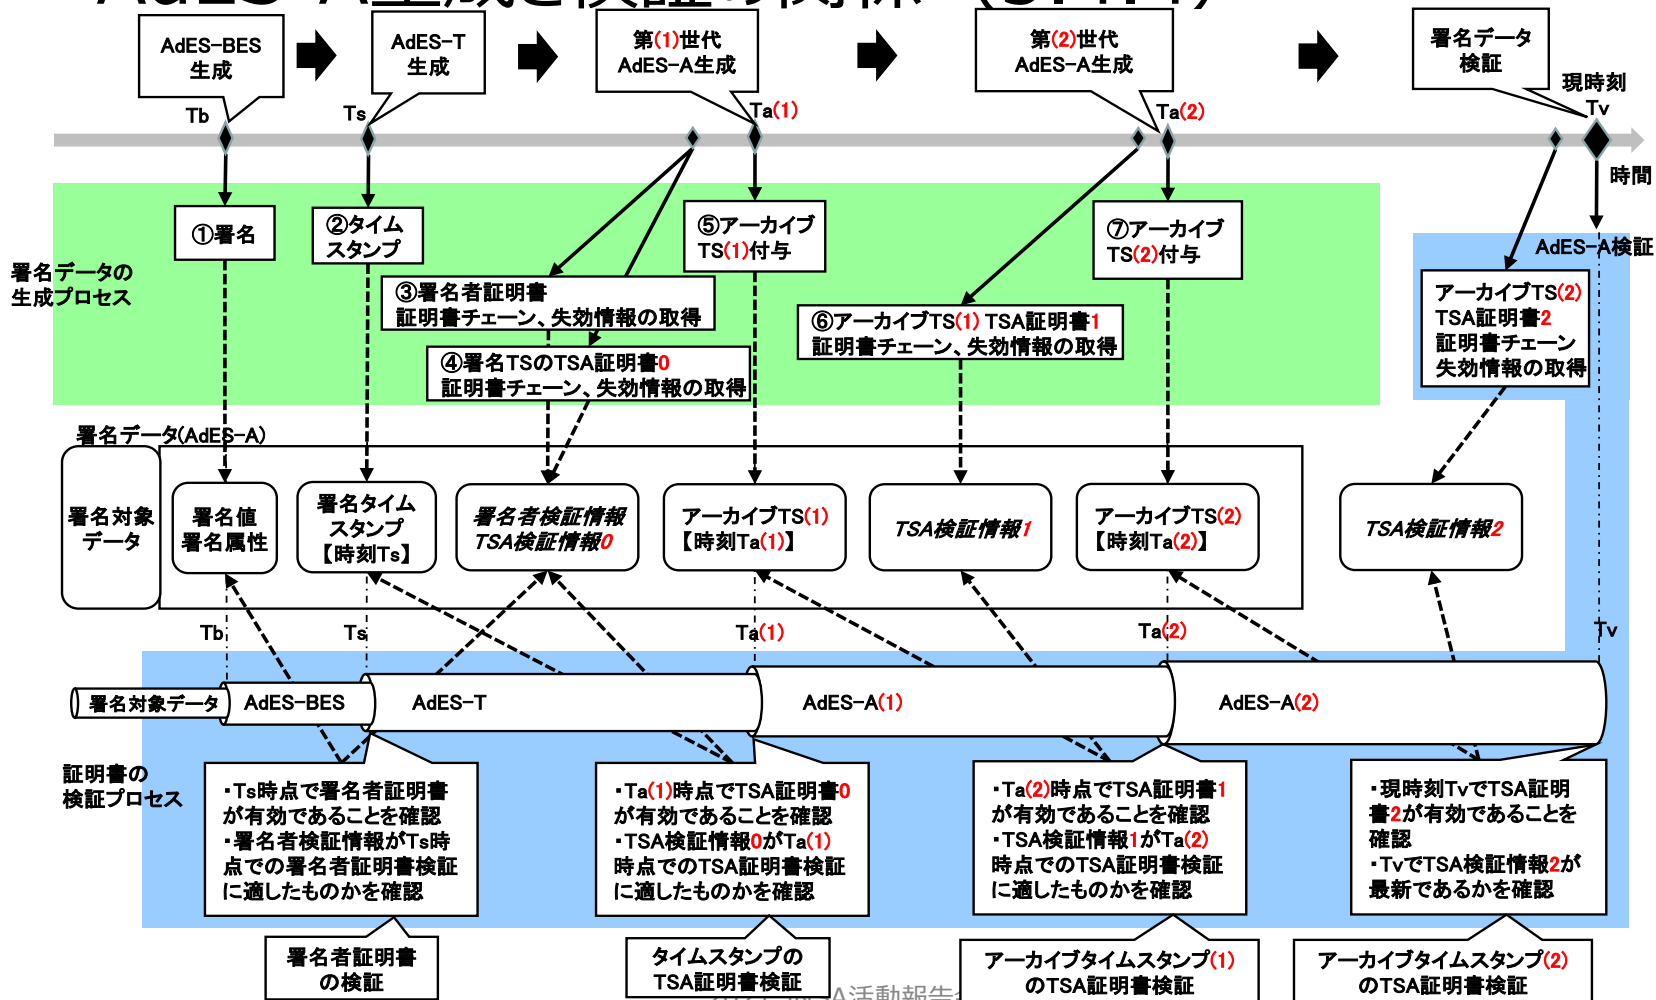 AdES-A生成と検証の関係 (5.4.4)
AdES-BES
生成
AdES-T
生成
第(1)世代
AdES-A生成
第(2)世代
AdES-A生成
署名データ
検証
現時刻
Tb
Ts
Ta(1)
Ta(2)
Tv
時間
署名データの
生成プロセス
①署名
②タイム
スタンプ
③署名者証明書
証明書チェーン、失効情報の取得
④署名TSのTSA証明書0
証明書チェーン、失効情報の取得
⑤アーカイブ
TS(1)付与
⑥アーカイブTS(1) TSA証明書1
証明書チェーン、失効情報の取得
⑦アーカイブ
TS(2)付与
AdES-A検証
アーカイブTS(2)
TSA証明書2
証明書チェーン
失効情報の取得
署名データ(AdES-A)
署名対象
データ
署名値
署名属性
署名タイム
スタンプ
【時刻Ts】
署名者検証情報
TSA検証情報0
アーカイブTS(1)
【時刻Ta(1)】
TSA検証情報1
アーカイブTS(2)
【時刻Ta(2)】
TSA検証情報2
Tb
Ts
Ta(1)
Ta(2)
Tv
署名対象データ
AdES-BES
AdES-T
AdES-A(1)
AdES-A(2)
証明書の
検証プロセス
・Ts時点で署名者証明書
が有効であることを確認
・署名者検証情報がTs時
点での署名者証明書検証
に適したものかを確認
・Ta(1)時点でTSA証明書0
が有効であることを確認
・TSA検証情報0がTa(1)
時点でのTSA証明書検証
に適したものかを確認
・Ta(2)時点でTSA証明書1
が有効であることを確認
・TSA検証情報1がTa(2)
時点でのTSA証明書検証
に適したものかを確認
・現時刻TvでTSA証明
書2が有効であることを
確認
・TvでTSA検証情報2が
最新であるかを確認
署名者証明書
の検証
タイムスタンプの
TSA証明書検証
アーカイブタイムスタンプ(1)
のTSA証明書検証
アーカイブタイムスタンプ(2)
のTSA証明書検証
A活動報告